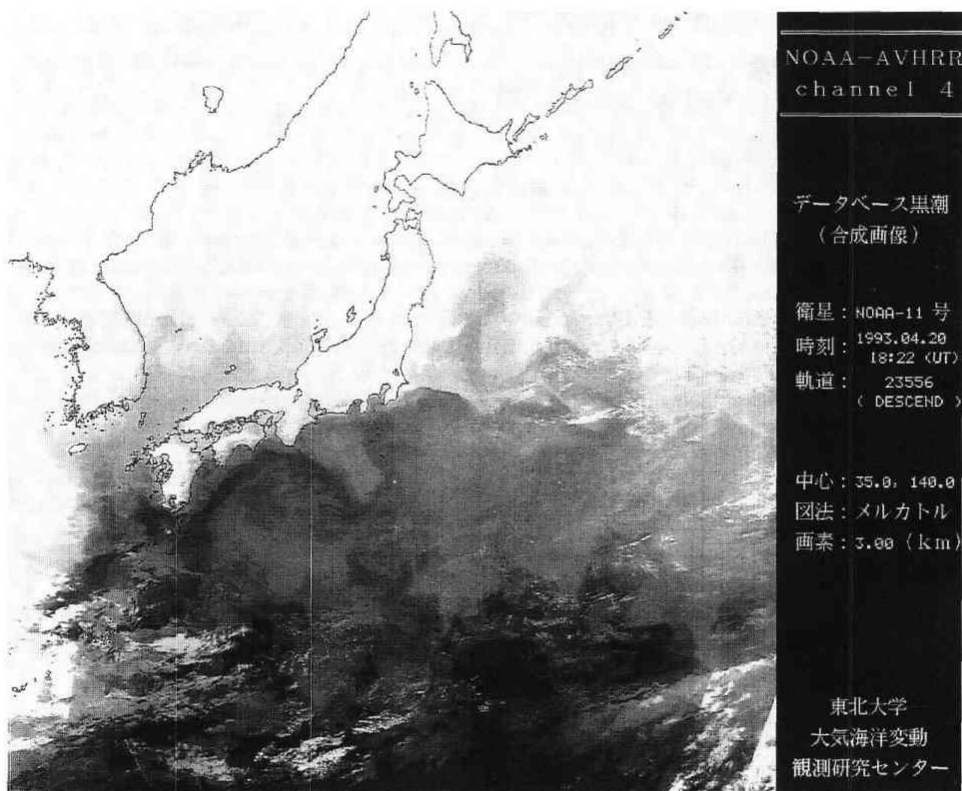 NOAA-AVHRR
channel 4
データベース黒潮
（合成画像）
衛星：NOAA-11 号
時刻：1993.04.20
18:22 (UT)
軌道： 23556
( DESCEND )
中心：35.0, 140.0
図法：メルカトル
画素：3.00（km）
東北大学
大気海洋変動
観測研究センター